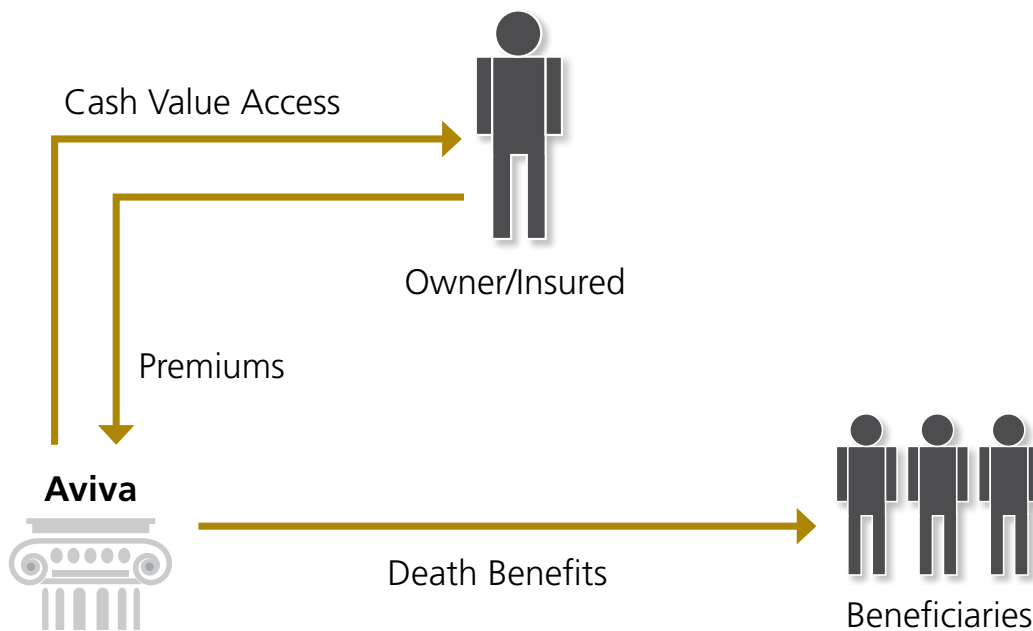 Cash Value Access
Owner/Insured
Premiums
Aviva
Death Benefits
Beneficiaries